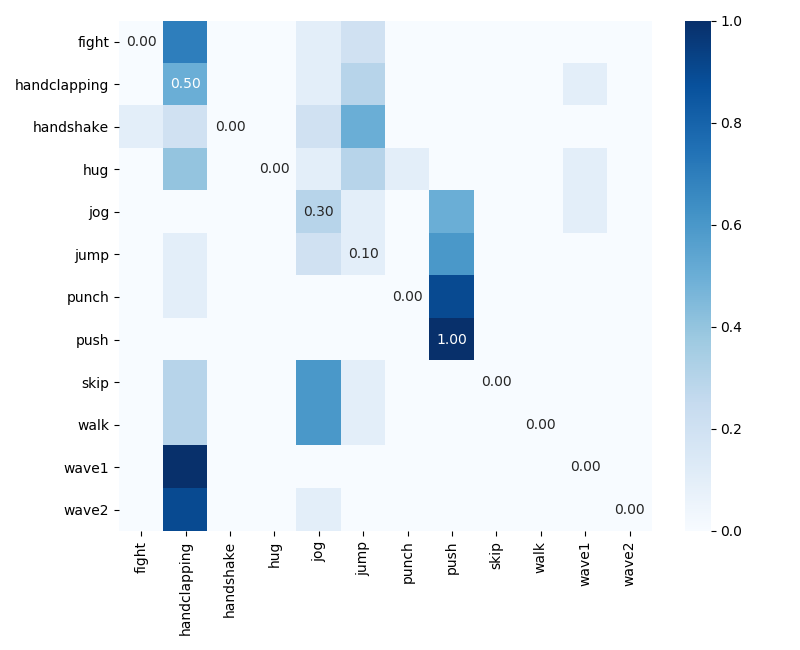 fight
handclapping
handshake
hug
jog
jump
punch
push
skip
walk
wave1
wave2
0.00
0.50
0.00
0.00
0.30
0.10
0.00
1.00
0.00
0.00
0.00
0.00
fight
handclapping
handshake
hug
jog
jump
punch
push
skip
walk
wave1
wave2
1.0
0.8
0.6
0.4
0.2
0.0